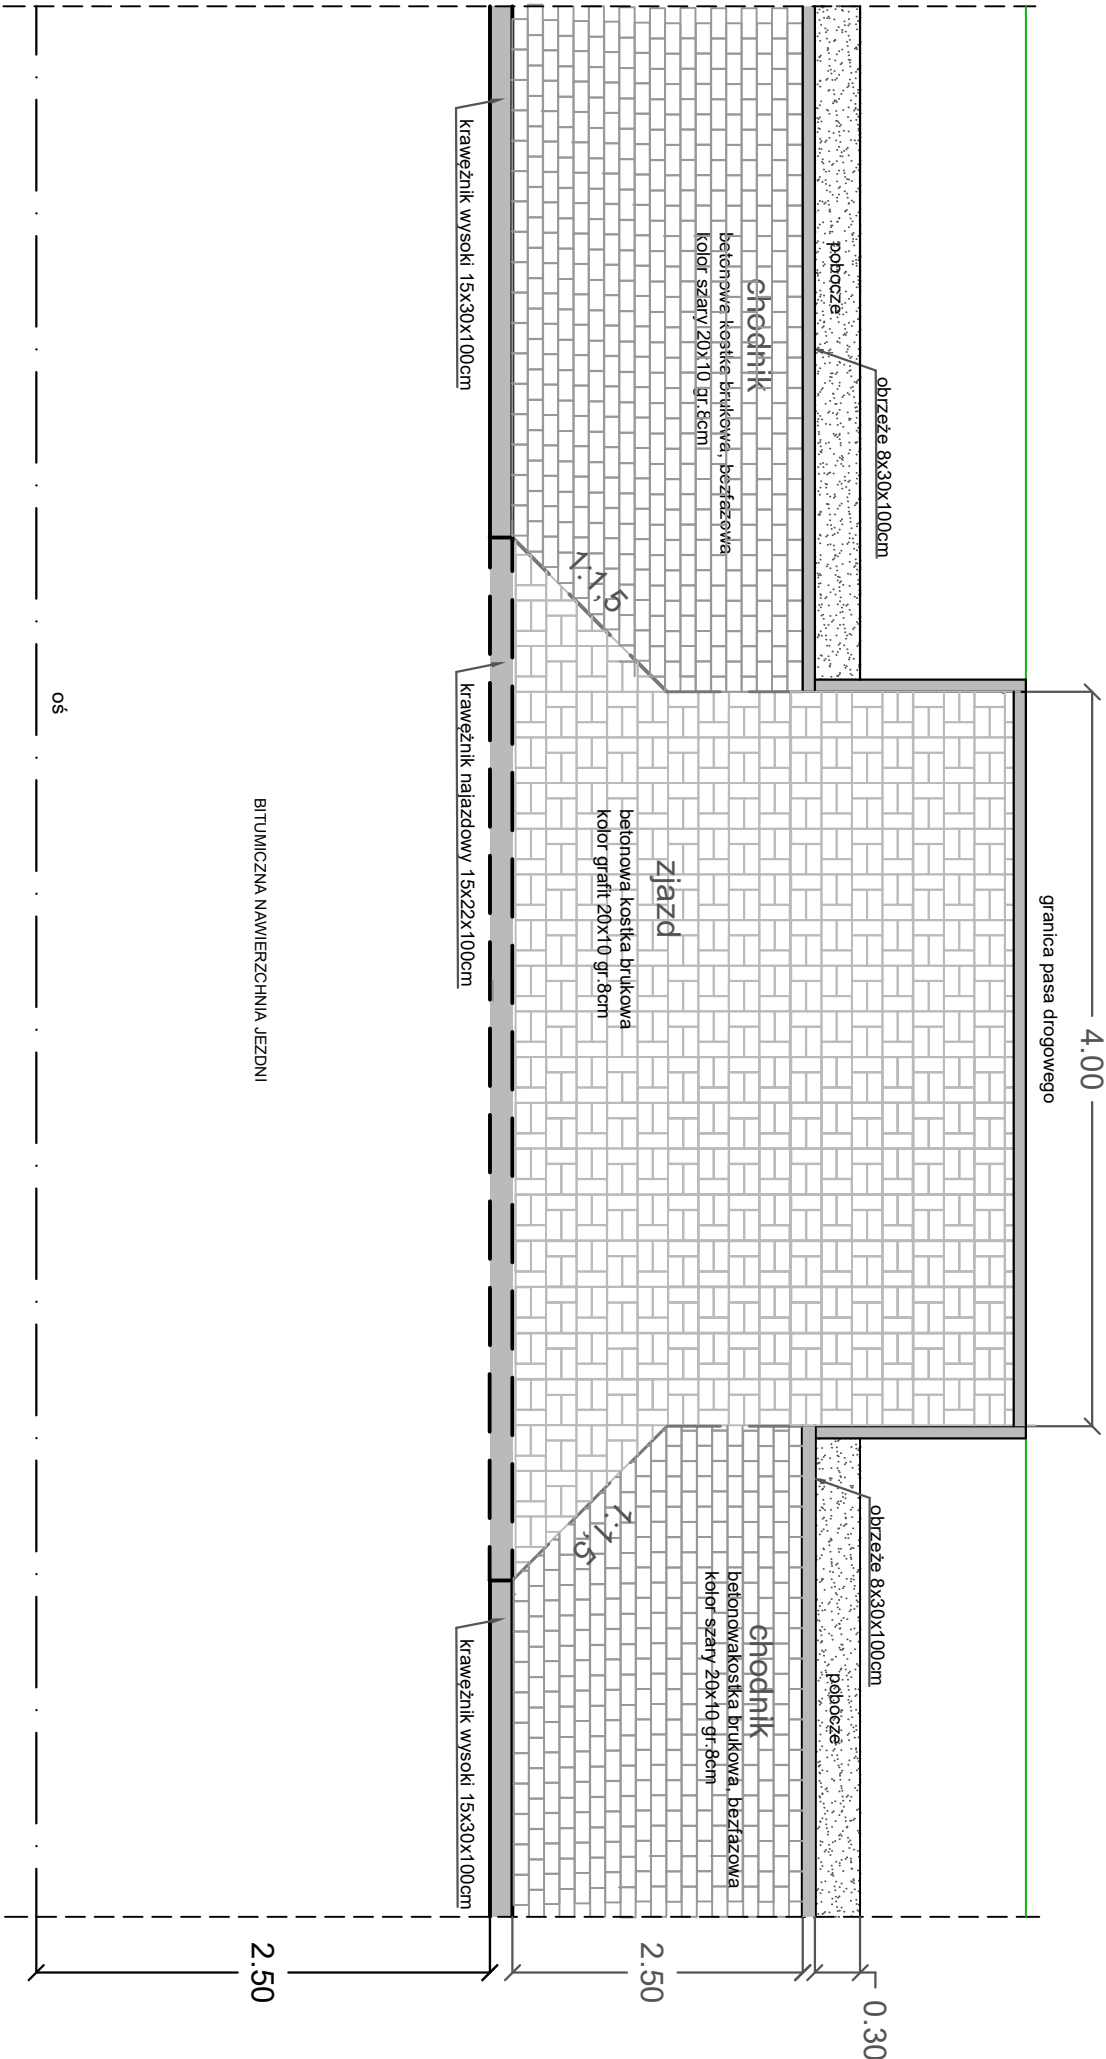 granica pasa drogowego
4.00
obrzeże 8x30x100cm
obrzeże 8x30x100cm
pobocze
pobocze
0.30
chodnik
betonowa kostka brukowa, bezfazowa
kolor szary 20x10 gr.8cm
chodnik
betonowakostka brukowa, bezfazowa
kolor szary 20x10 gr.8cm
zjazd
betonowa kostka brukowa
kolor grafit 20x10 gr.8cm
2.50
1:1,5
1:1,5
krawężnik wysoki 15x30x100cm
krawężnik najazdowy 15x22x100cm
krawężnik wysoki 15x30x100cm
BITUMICZNA NAWIERZCHNIA JEZDNI
2.50
oś